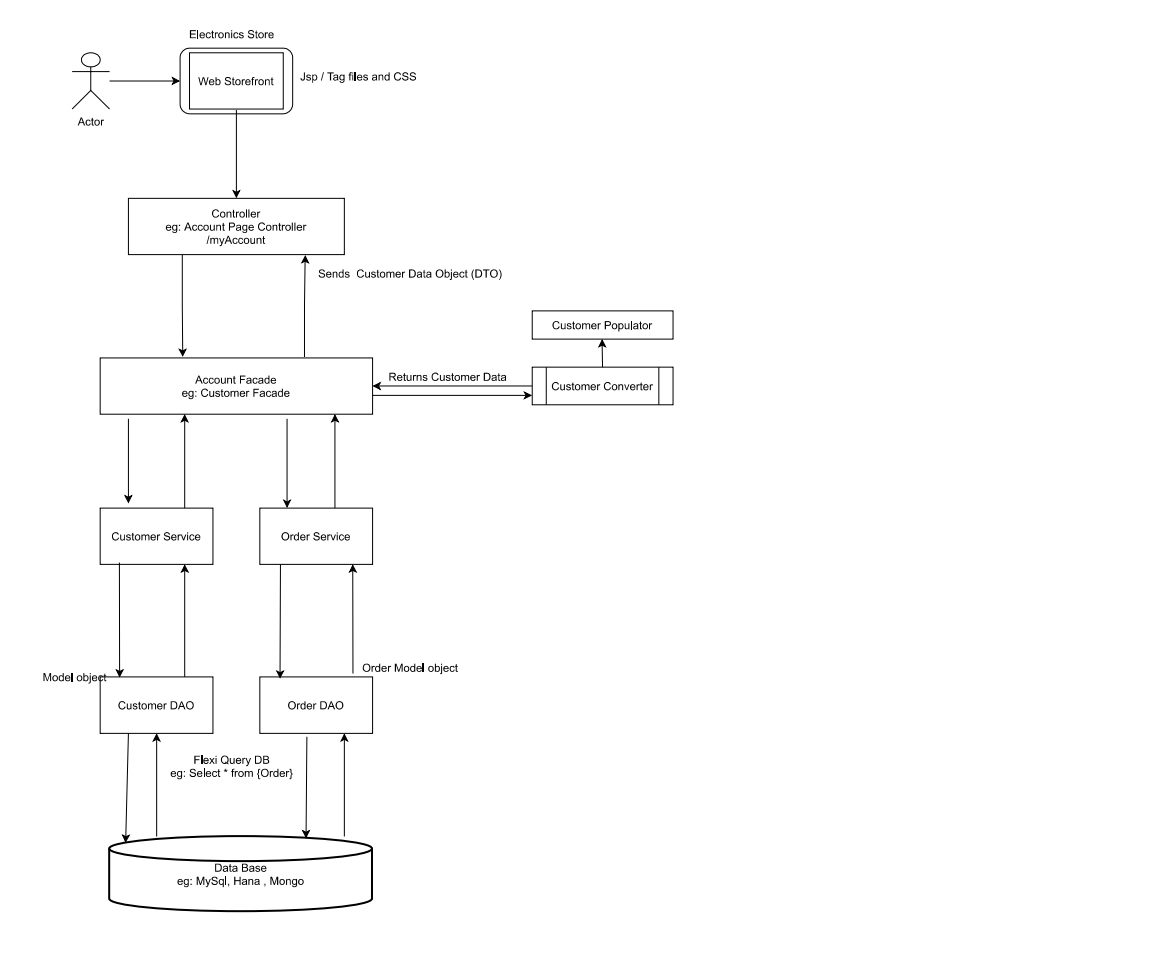 Electronics Store
Web Storefront
Jsp / Tag files and CSS
Actor
Controller
eg: Account Page Controller
/myAccount
Sends Customer Data Object (DTO)
Customer Populator
Account Facade
eg: Customer Facade
Returns Customer Data
Customer Converter
Customer Service
Order Service
Model object
Order Model object
Customer DAO
Order DAO
Flexi Query DB
eg: Select * from {Order}
Data Base
eg: MySql, Hana , Mongo